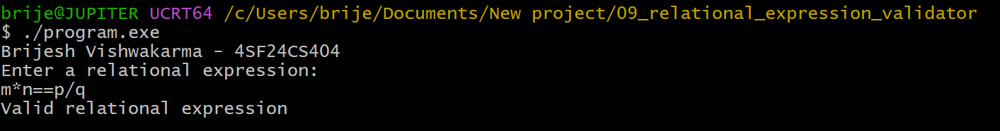 brije@JUPITER UCRT64 /c/Users/brije/Documents/New project/09_relational_expression_validator
$ ./program.exe
Brijesh Vishwakarma - 4SF24CS404
Enter a relational expression:
m*n==p/q
Valid relational expression